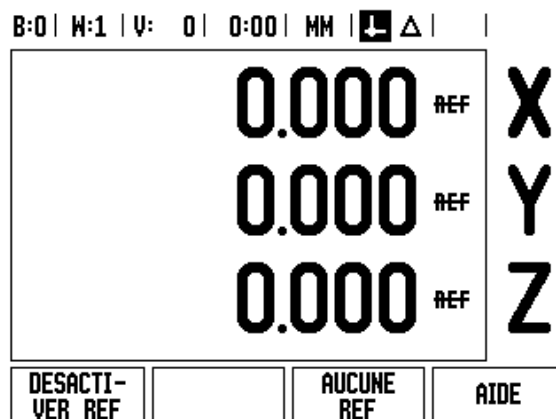 B:0 | W:1 | V: 0 | 0:00 | MM | Δ |
0.000 REF X
0.000 REF Y
0.000 REF Z
DESACTI-
VER REF
AUCUNE
REF
AIDE